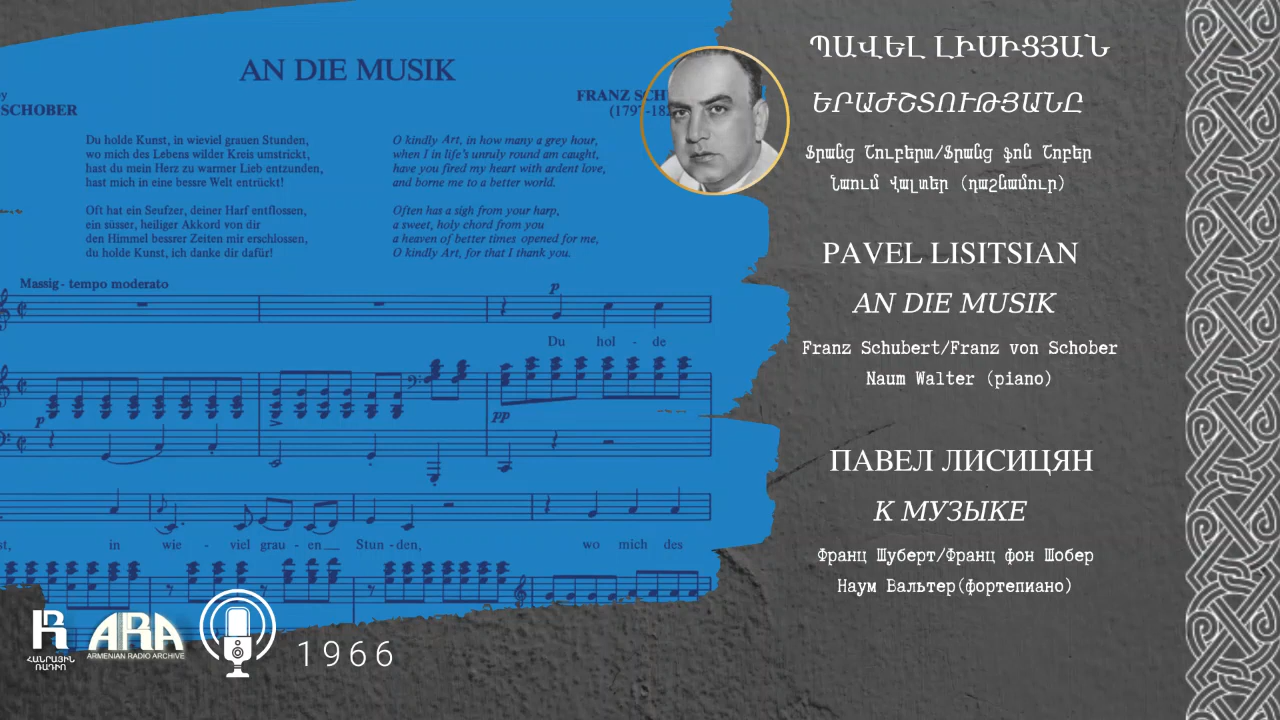 AN DIE MUSIK
SCHOBER
FRANZ SCH
(1797-182
Du holde Kunst, in wieviel grauen Stunden,
wo mich des Lebens wilder Kreis umstrickt,
hast du mein Herz zu warmer Lieb entzunden,
hast mich in eine bessre Welt entrückt!
Oft hat ein Seufzer, deiner Harf entflossen,
ein süsser, heiliger Akkord von dir
den Himmel bessrer Zeiten mir erschlossen,
du holde Kunst, ich danke dir dafür!
O kindly Art, in how many a grey hour,
when I in life's unruly round am caught,
have you fired my heart with ardent love,
and borne me to a better world.
Often has a sigh from your harp,
a sweet, holy chord from you
a heaven of better times opened for me,
O kindly Art, for that I thank you.
Massig - tempo moderato
p
Du hol - de
p
pp
st, in wie - viel grau - en Stun - den, wo mich des
ՀԱՆՐԱՅԻՆ
ՌԱԴԻՈ
ARA
ARMENIAN RADIO ARCHIVE
1966
ՊԱՎԵԼ ԼԻՍԻՑՅԱՆ
ԵՐԱԺՇՏՈՒԹՅԱՆԸ
Ֆրանց Շուբերտ/Ֆրանց ֆոն Շոբեր
Նաում Վալտեր (դաշնամուր)
PAVEL LISITSIAN
AN DIE MUSIK
Franz Schubert/Franz von Schober
Naum Walter (piano)
ПАВЕЛ ЛИСИЦЯН
К МУЗЫКЕ
Франц Шуберт/Франц фон Шобер
Наум Вальтер(фортепиано)